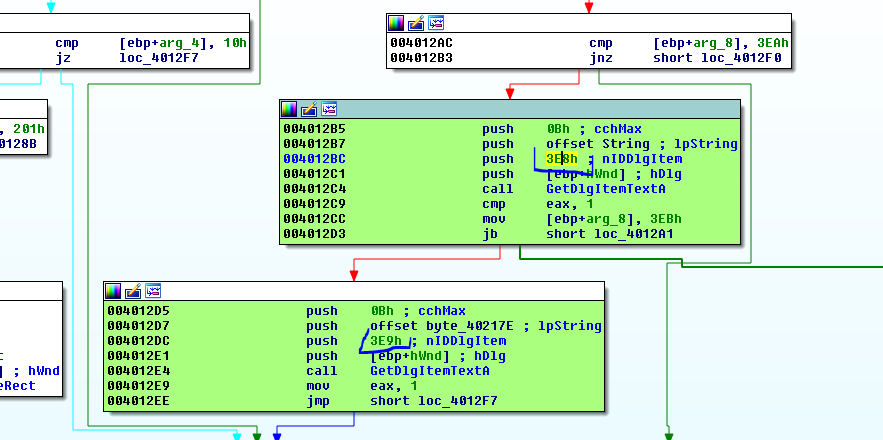 cmp [ebp+arg_4], 10h
jz loc_4012F7
004012AC cmp [ebp+arg_8], 3EAh
004012B3 jnz short loc_4012F0
, 201h
0128B
004012B5 push 0Bh ; cchMax
004012B7 push offset String ; lpString
004012BC push 3E8h ; nIDDlgItem
004012C1 push [ebp+hWnd] ; hDlg
004012C4 call GetDlgItemTextA
004012C9 cmp eax, 1
004012CC mov [ebp+arg_8], 3EBh
004012D3 jb short loc_4012A1
004012D5 push 0Bh ; cchMax
004012D7 push offset byte_40217E ; lpString
004012DC push 3E9h ; nIDDlgItem
004012E1 push [ebp+hWnd] ; hDlg
004012E4 call GetDlgItemTextA
004012E9 mov eax, 1
004012EE jmp short loc_4012F7
] ; hWnd
eRect